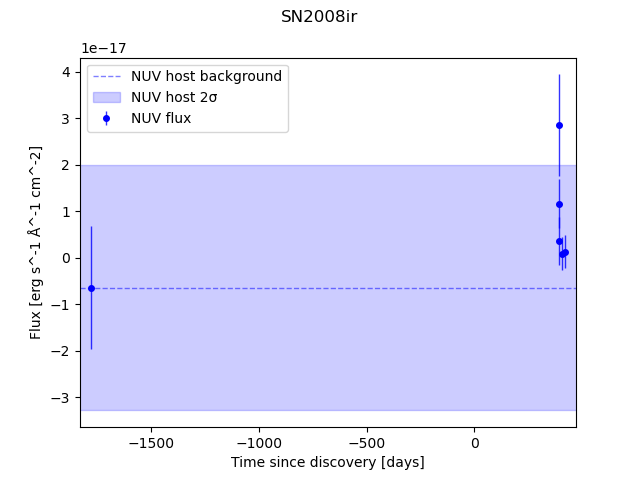 SN2008ir
1e−17
NUV host background
NUV host 2σ
NUV flux
4
3
2
1
0
−1
−2
−3
Flux [erg s^-1 Å^-1 cm^-2]
−1500
−1000
−500
0
Time since discovery [days]